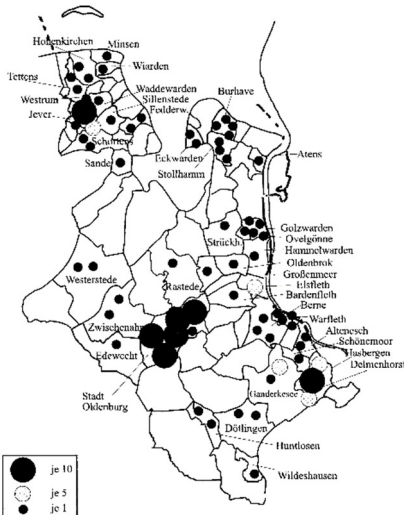 Hohenkirchen
Minsen
Wiarden
Tettens
Waddewarden
Sillenstede
Fedderw.
Westrum
Jever
Schortens
Sande
Burhave
Eckwarden
Stollhamm
Atens
Golzwarden
Ovelgönne
Strückh.
Hammelwarden
Oldenbrok
Großenmeer
Elsfleth
Bardenfleth
Berne
Westerstede
Rastede
Warfleth
Altenesch
Schönemoor
Hasbergen
Delmenhorst
Zwischenahn
Edewecht
Stadt
Oldenburg
Ganderkesee
Dötlingen
Huntlosen
Wildeshausen
je 10
je 5
je 1